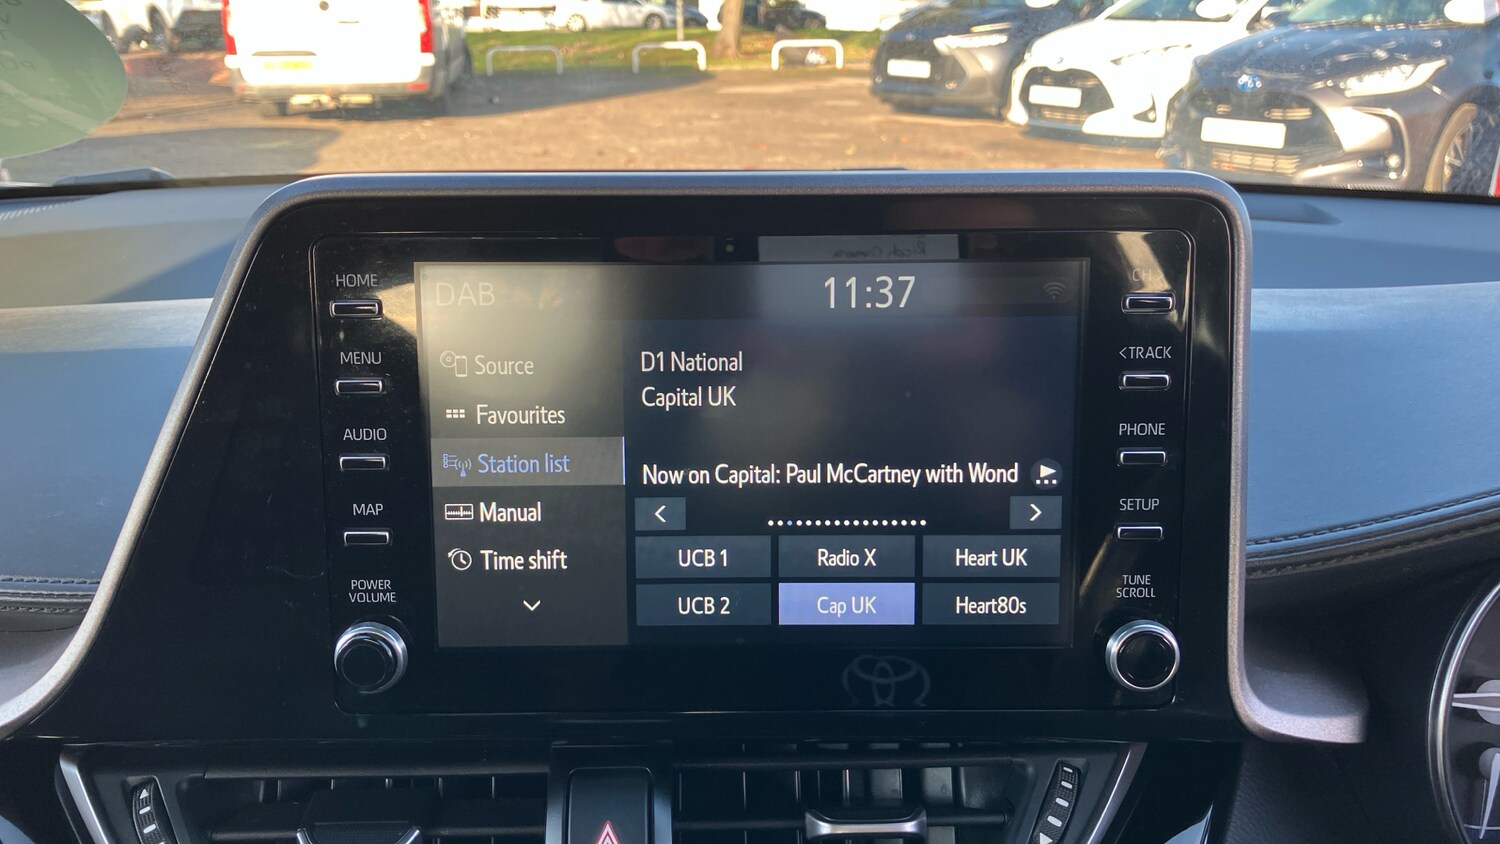 HOME
MENU
AUDIO
MAP
POWER
VOLUME
DAB
11:37
Source
Favourites
Station list
Manual
Time shift
D1 National
Capital UK
Now on Capital: Paul McCartney with Wond
UCB 1
Radio X
Heart UK
UCB 2
Cap UK
Heart80s
CH
<TRACK
PHONE
SETUP
TUNE
SCROLL